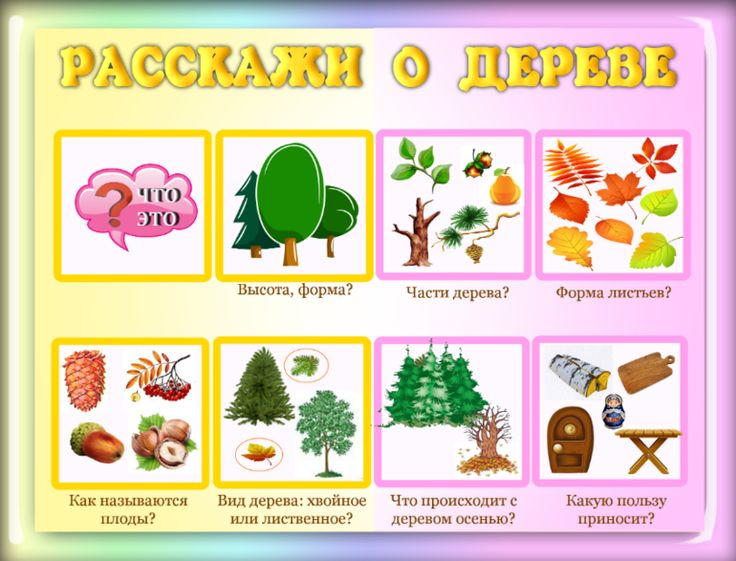 РАССКАЖИ О ДЕРЕВЕ
ЧТО
ЭТО
Высота, форма?
Части дерева?
Форма листьев?
Как называются
плоды?
Вид дерева: хвойное
или лиственное?
Что происходит с
деревом осенью?
Какую пользу
приносит?